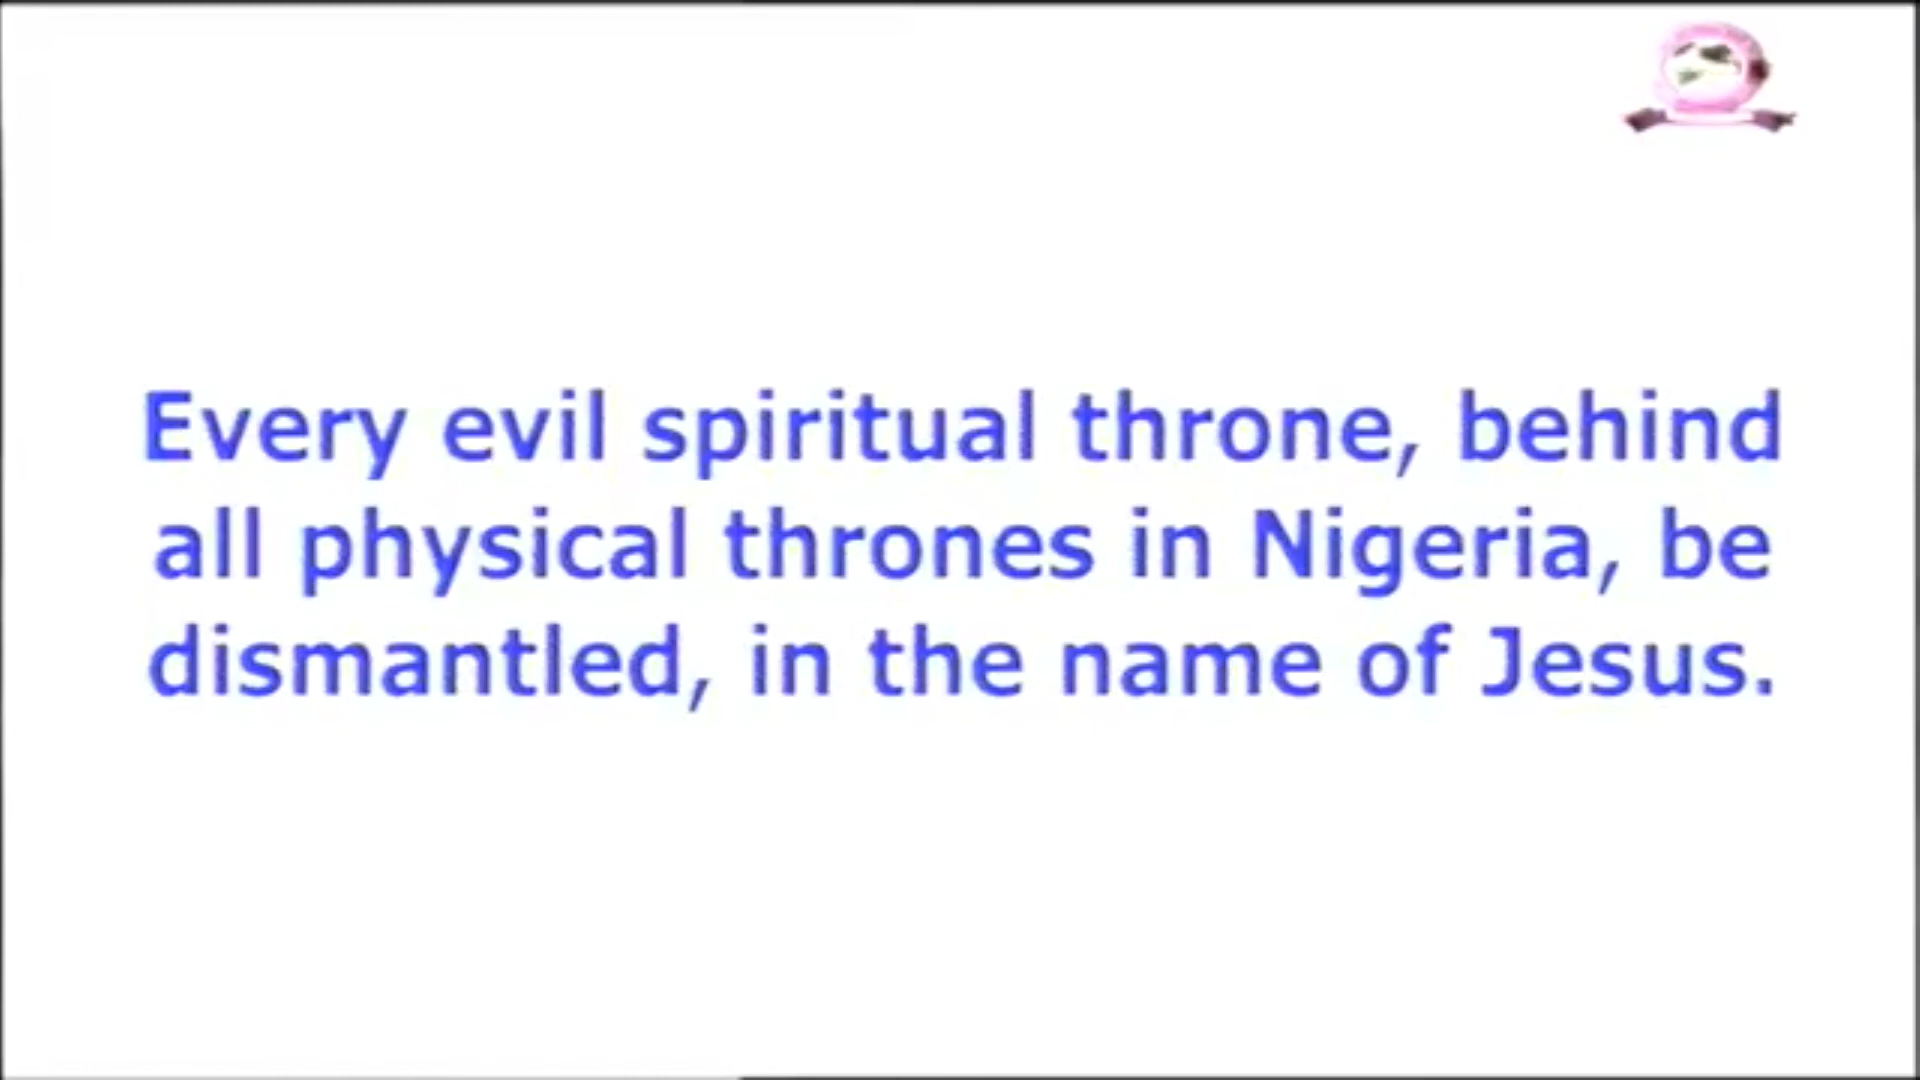 Every evil spiritual throne, behind
all physical thrones in Nigeria, be
dismantled, in the name of Jesus.